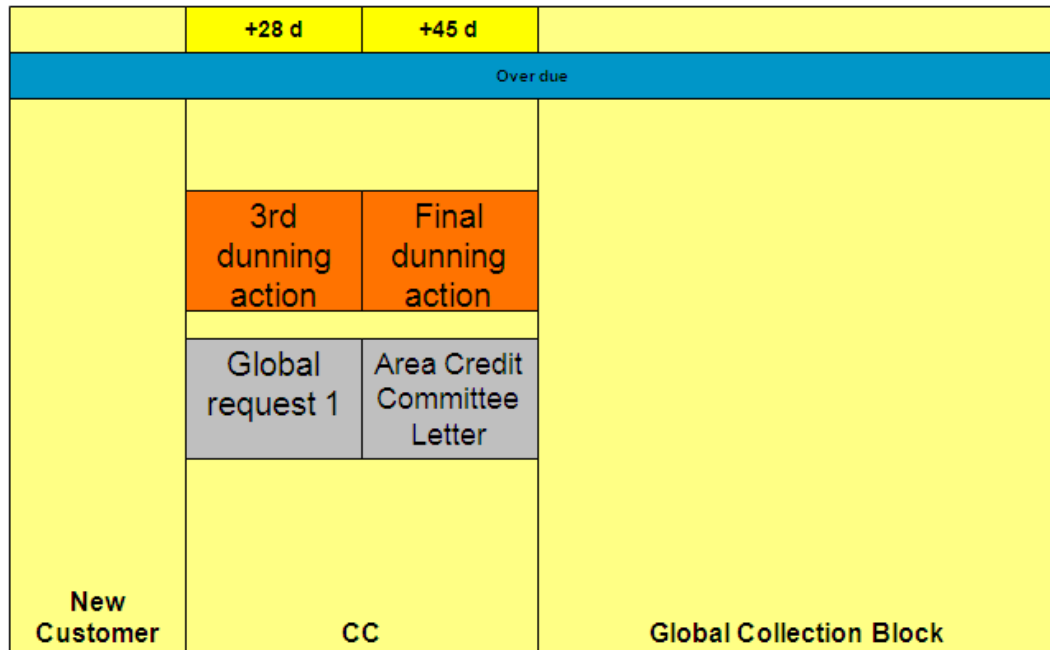 +28 d
+45 d
Over due
3rd
dunning
action
Final
dunning
action
Global
request 1
Area Credit
Committee
Letter
New
Customer
CC
Global Collection Block